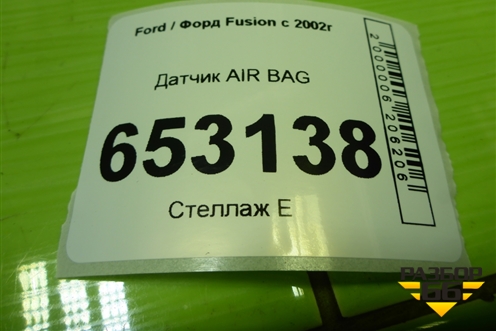 Ford / Форд Fusion с 2002г
Датчик AIR BAG
653138
Стеллаж Е
2000006206206
РАЗБОР
66